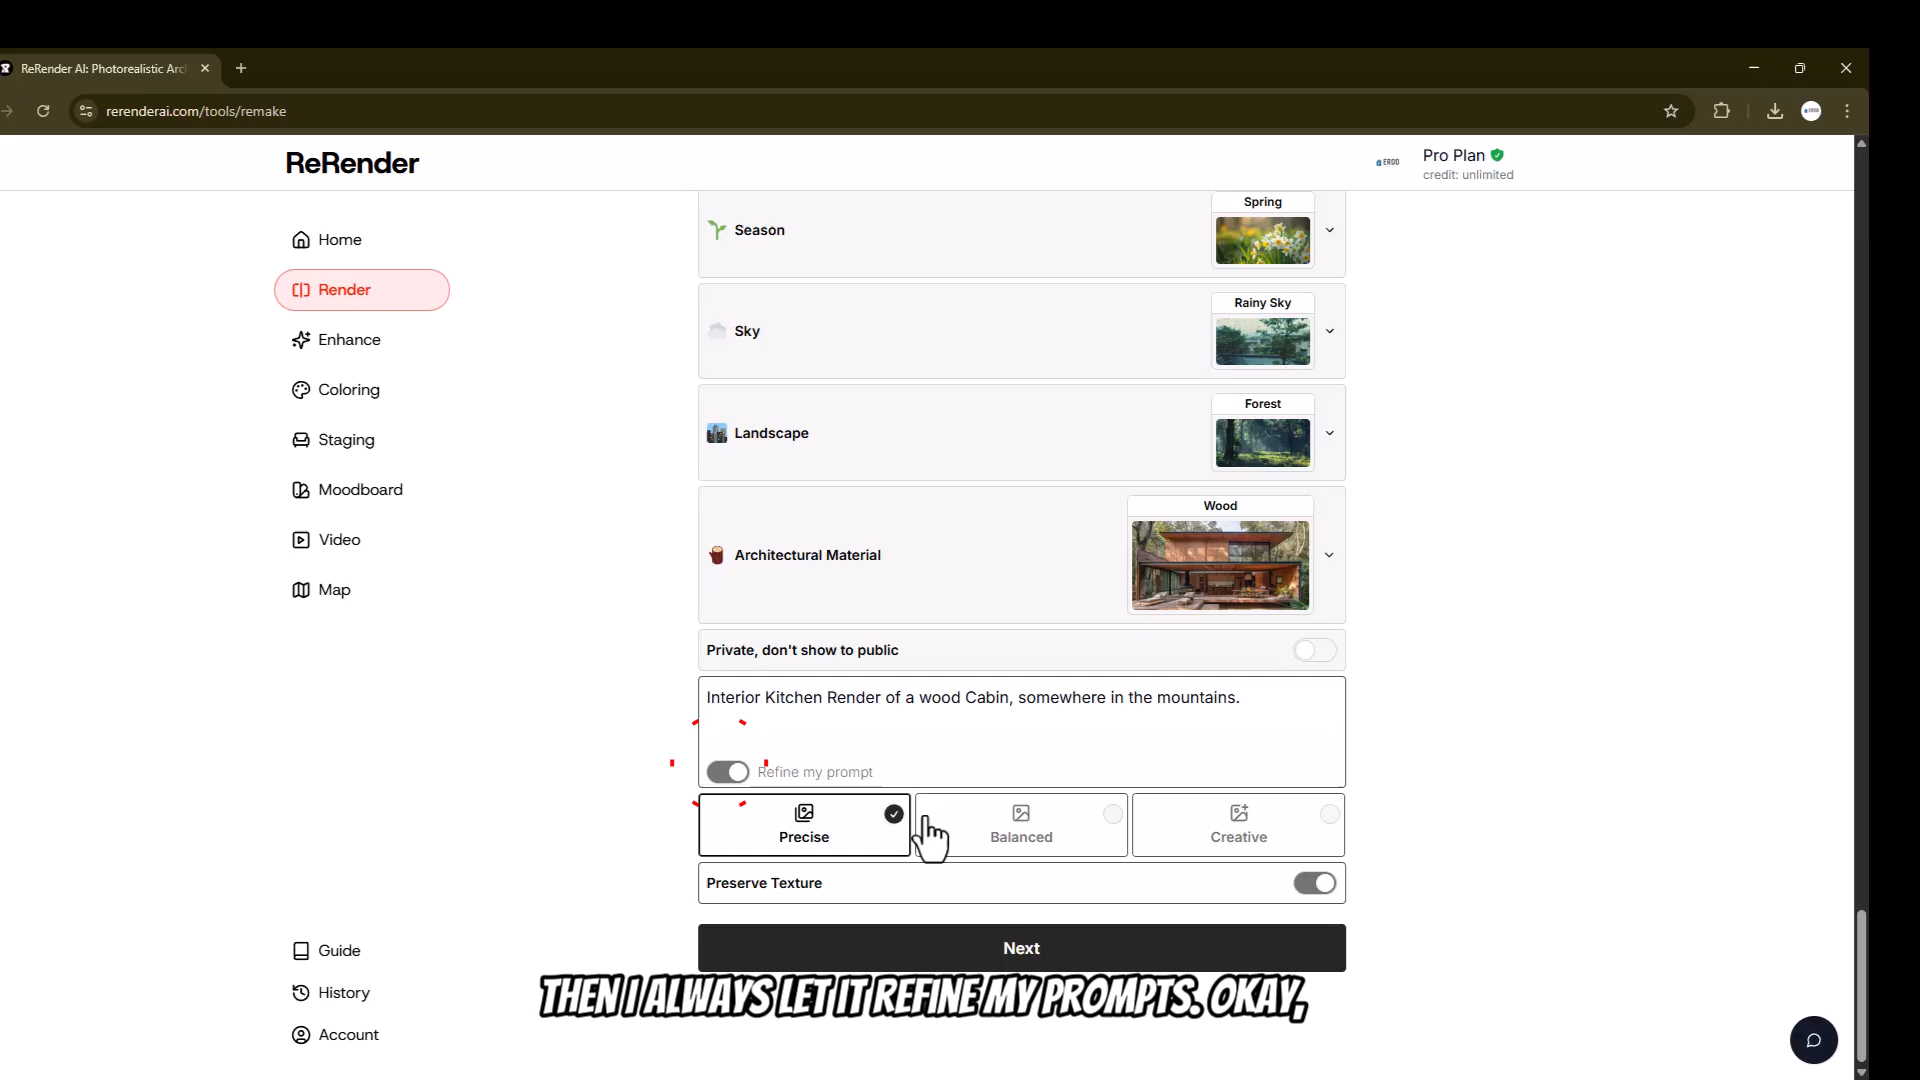 ReRender AI: Photorealistic Arc
rerenderai.com/tools/remake
ReRender
EROD
Pro Plan
credit: unlimited
Home
Render
Enhance
Coloring
Staging
Moodboard
Video
Map
Guide
History
Account
Season
Spring
Sky
Rainy Sky
Landscape
Forest
Architectural Material
Wood
Private, don't show to public
Interior Kitchen Render of a wood Cabin, somewhere in the mountains.
Refine my prompt
Precise
Balanced
Creative
Preserve Texture
Next
THEN I ALWAYS LET IT REFINE MY PROMPTS. OKAY,